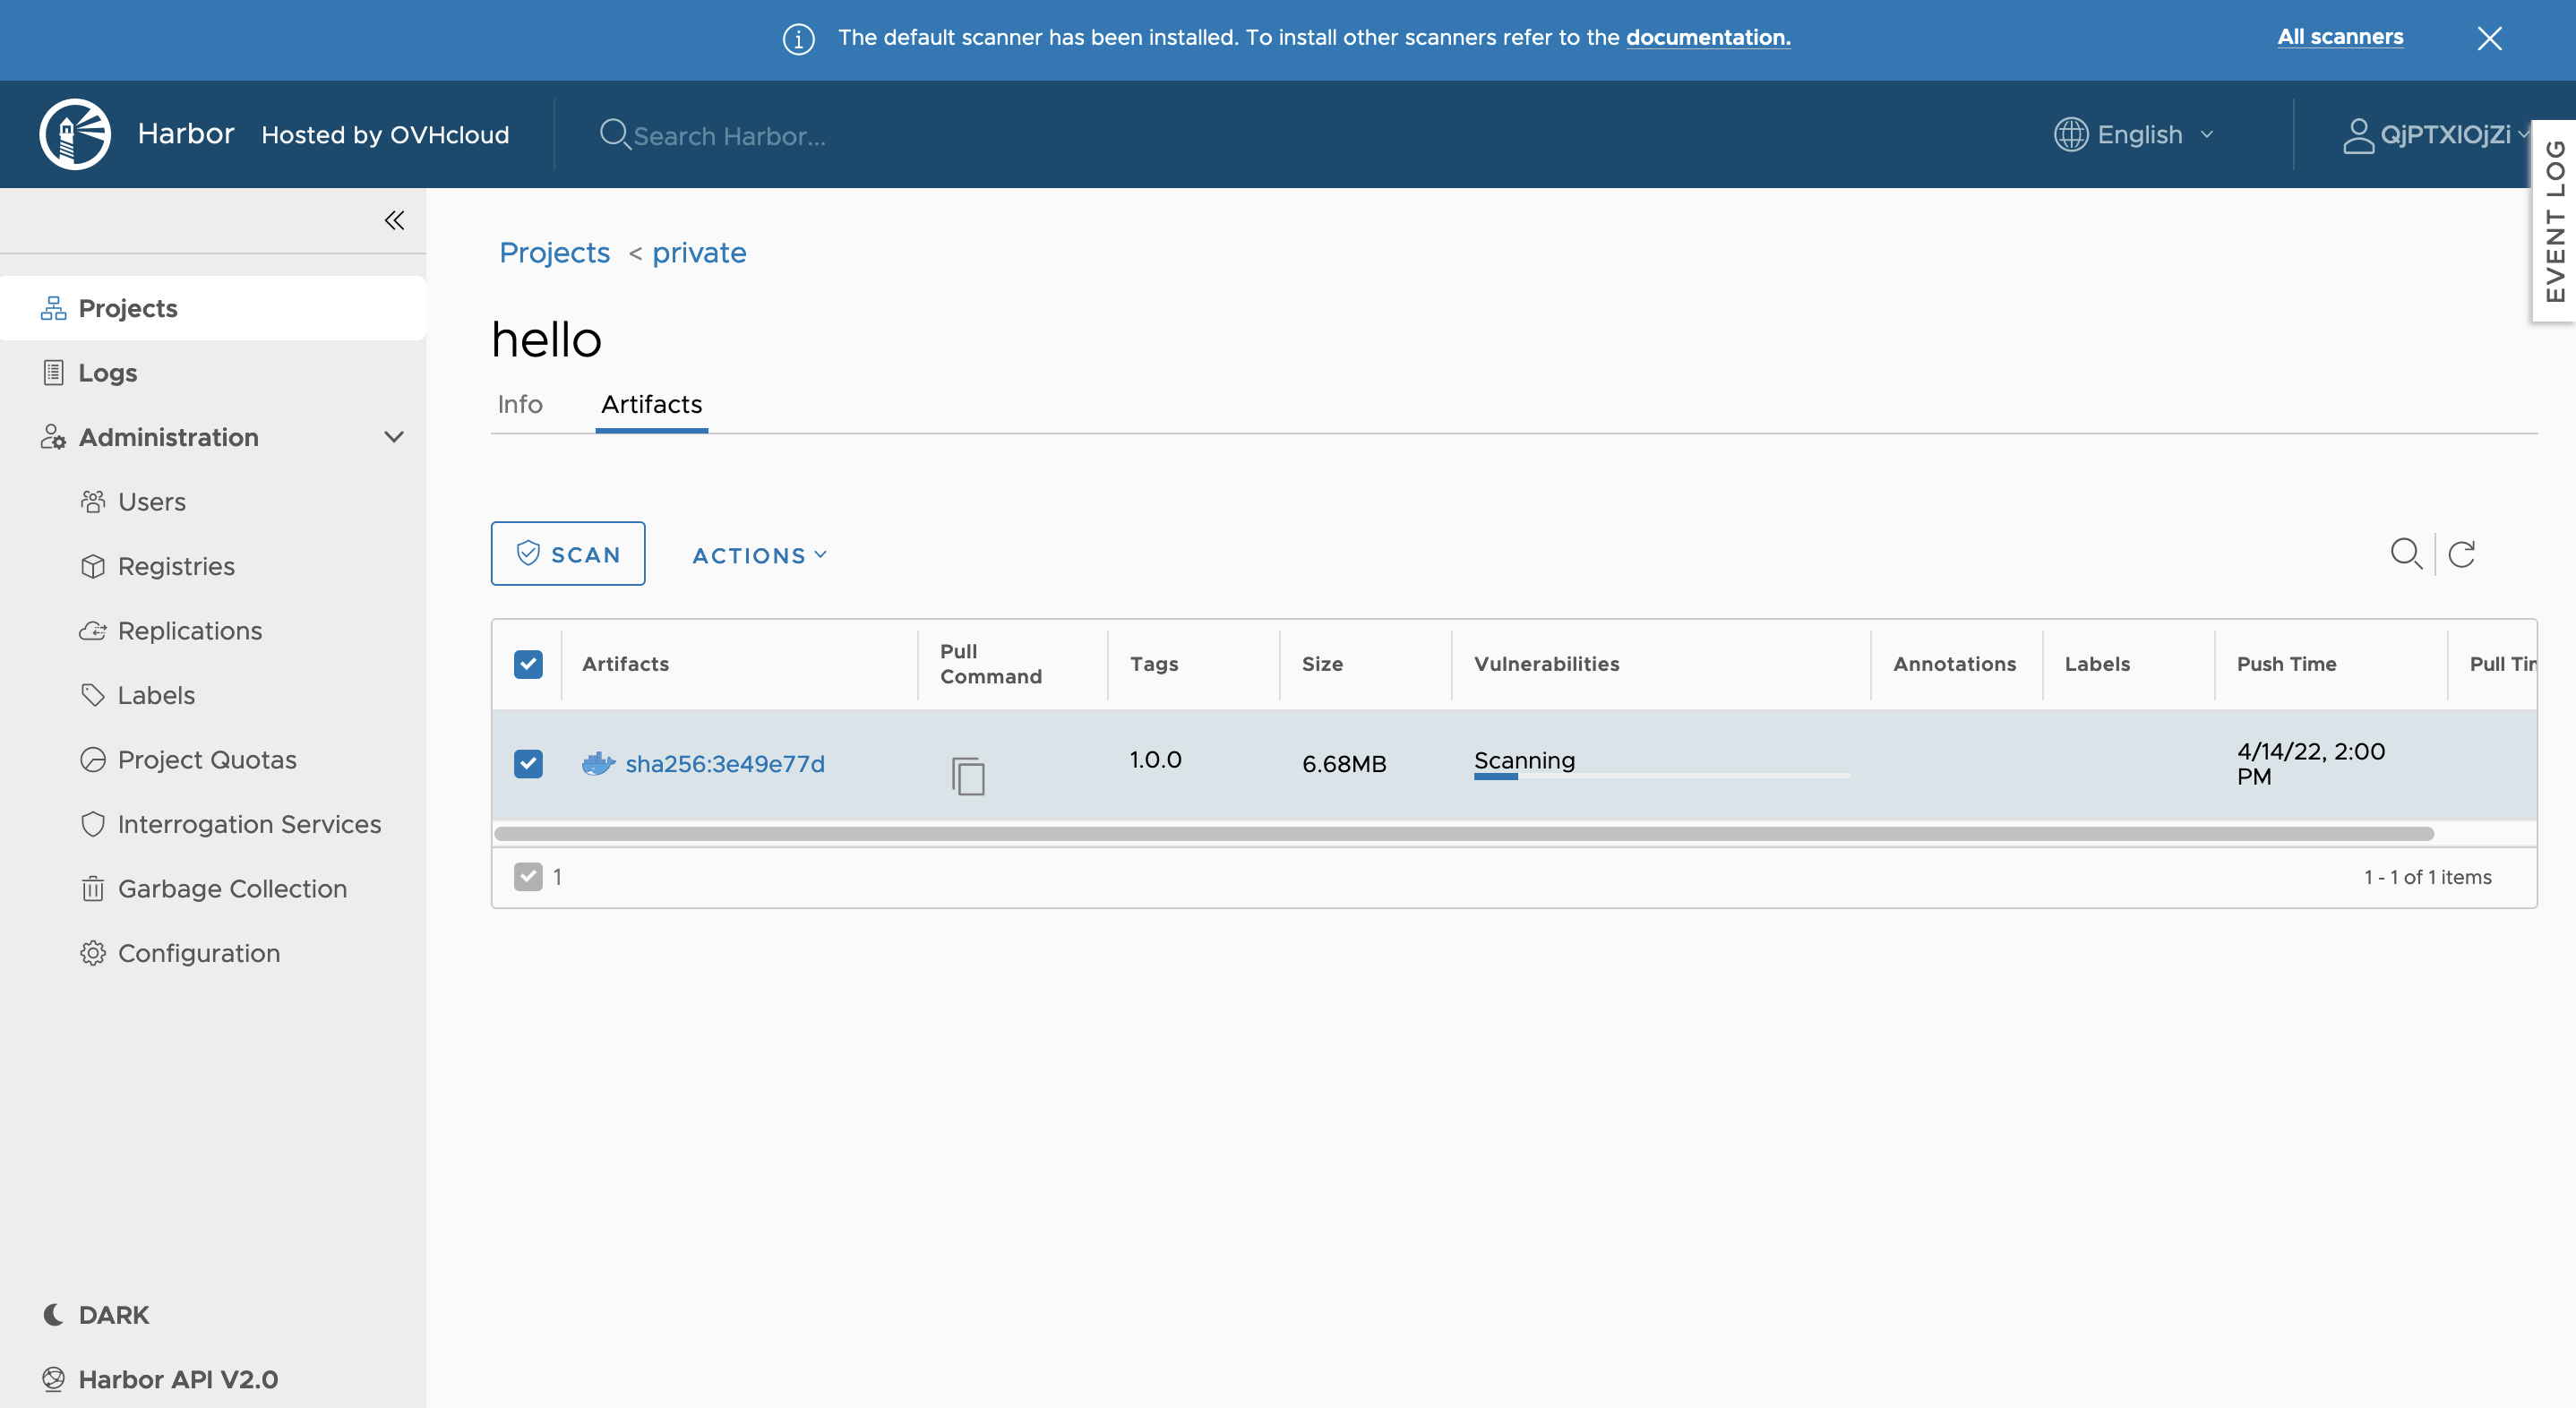 The default scanner has been installed. To install other scanners refer to the documentation.
All scanners
Harbor Hosted by OVHcloud
Search Harbor...
English
QjPTXlOjZi
EVENT LOG
Projects < private
Projects
Logs
Administration
Users
Registries
Replications
Labels
Project Quotas
Interrogation Services
Garbage Collection
Configuration
DARK
Harbor API V2.0
hello
Info Artifacts
SCAN ACTIONS
Artifacts
Pull
Command
Tags
Size
Vulnerabilities
Annotations
Labels
Push Time
Pull Tim
sha256:3e49e77d
1.0.0
6.68MB
Scanning
4/14/22, 2:00
PM
1
1 - 1 of 1 items